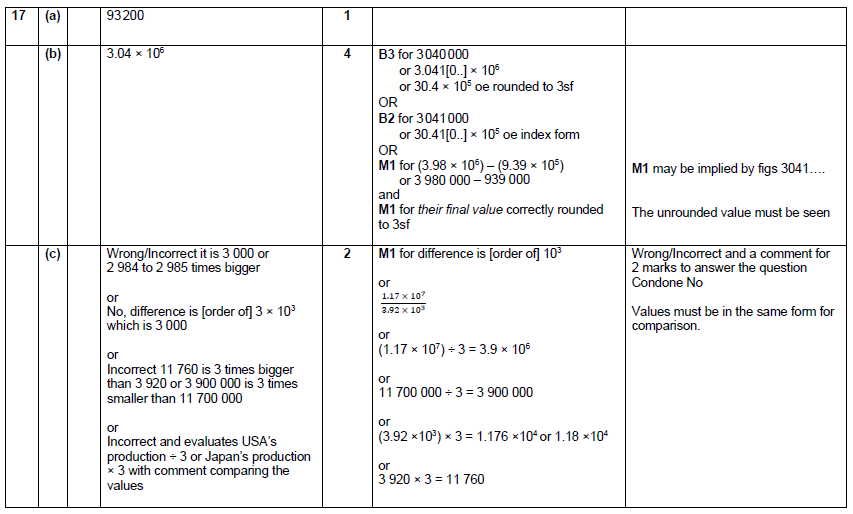 17 (a) 93 200 1
(b) 3.04 × 10⁶ 4 B3 for 3 040 000
or 3.041[0..] × 10⁶
or 30.4 × 10⁵ oe rounded to 3sf
OR
B2 for 3 041 000
or 30.41[0..] × 10⁵ oe index form
OR
M1 for (3.98 × 10⁶) – (9.39 × 10⁵)
or 3 980 000 – 939 000
and
M1 for their final value correctly rounded
to 3sf
M1 may be implied by figs 3041….
The unrounded value must be seen
(c) Wrong/Incorrect it is 3 000 or
2 984 to 2 985 times bigger
or
No, difference is [order of] 3 × 10³
which is 3 000
or
Incorrect 11 760 is 3 times bigger
than 3 920 or 3 900 000 is 3 times
smaller than 11 700 000
or
Incorrect and evaluates USA’s
production ÷ 3 or Japan’s production
× 3 with comment comparing the
values
2
M1 for difference is [order of] 10³
or
1.17 × 10⁷
3.92 × 10³
or
(1.17 × 10⁷) ÷ 3 = 3.9 × 10⁶
or
11 700 000 ÷ 3 = 3 900 000
or
(3.92 ×10³) × 3 = 1.176 ×10⁴ or 1.18 ×10⁴
or
3 920 × 3 = 11 760
Wrong/Incorrect and a comment for
2 marks to answer the question
Condone No
Values must be in the same form for
comparison.